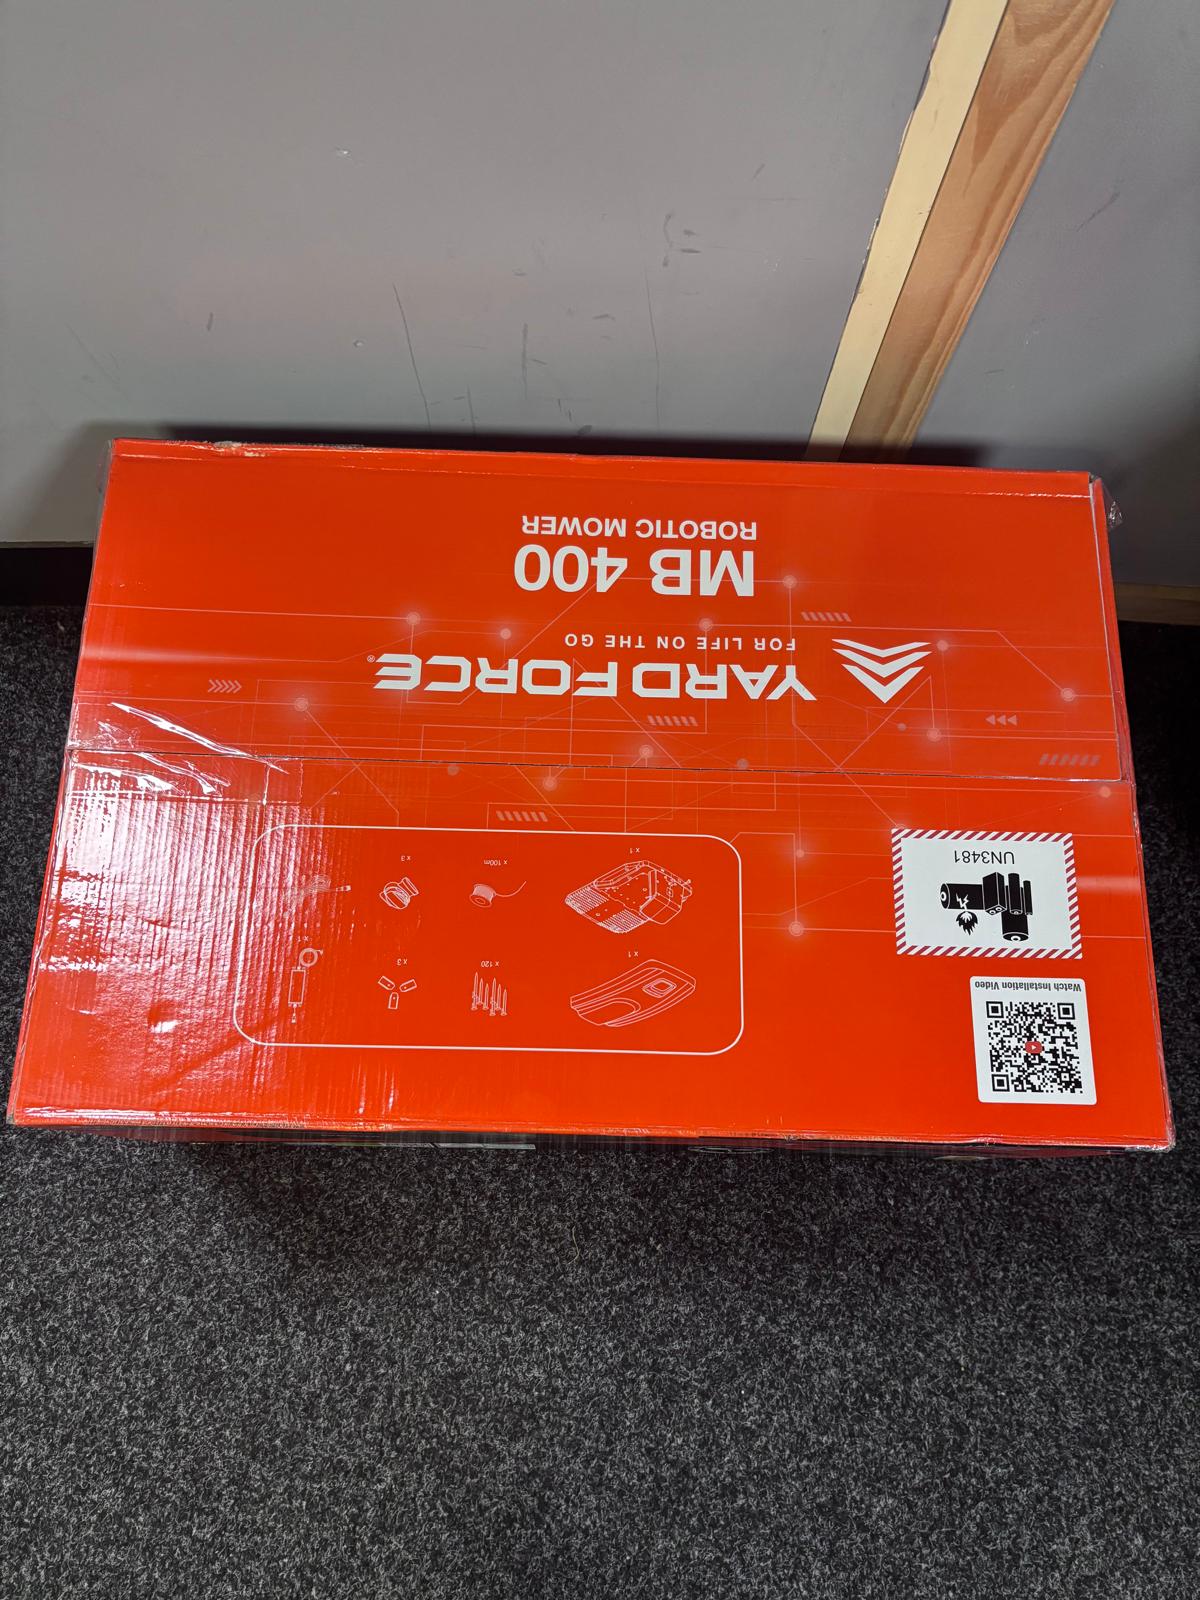 Watch Installation Video
UN3481
x 1
x 120
x 3
x 1
x 100m
x 3
YARD FORCE®
FOR LIFE ON THE GO
MB 400
ROBOTIC MOWER